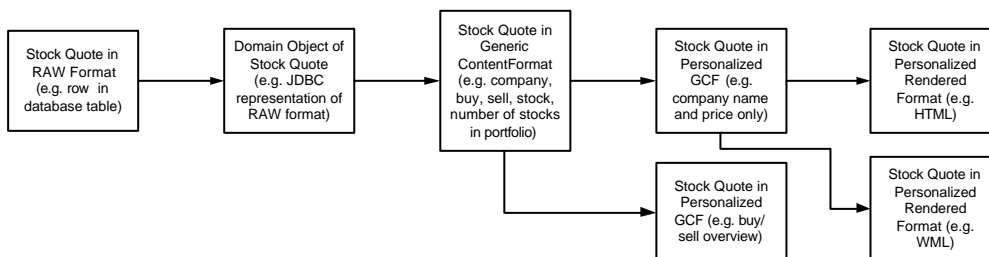 Stock Quote in
RAW Format
(e.g. row in
database table)
Domain Object of
Stock Quote
(e.g. JDBC
representation of
RAW format)
Stock Quote in
Generic
ContentFormat
(e.g. company,
buy, sell, stock,
number of stocks
in portfolio)
Stock Quote in
Personalized
GCF (e.g.
company name
and price only)
Stock Quote in
Personalized
Rendered
Format (e.g.
HTML)
Stock Quote in
Personalized
GCF (e.g. buy/
sell overview)
Stock Quote in
Personalized
Rendered
Format (e.g.
WML)